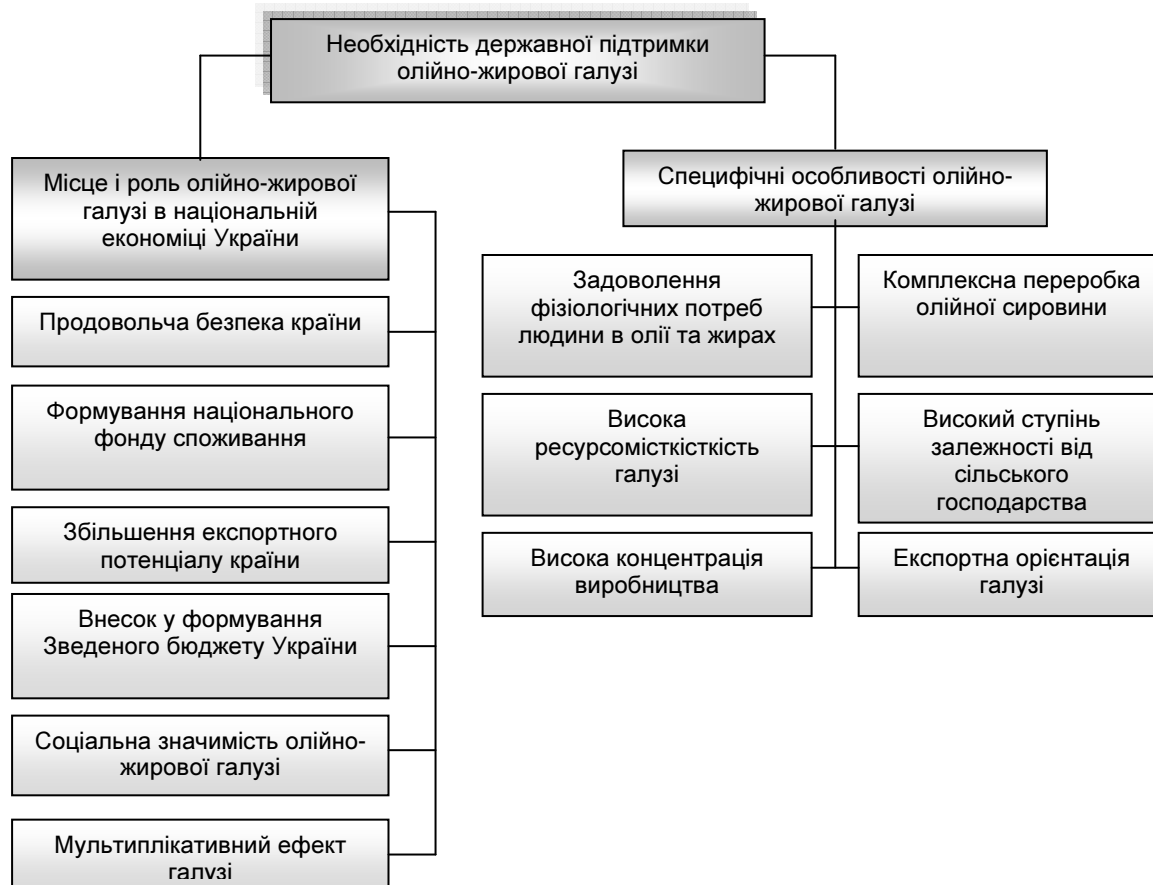 Необхідність державної підтримки
олійно-жирової галузі
Місце і роль олійно-жирової
галузі в національній
економіці України
Продовольча безпека країни
Формування національного
фонду споживання
Збільшення експортного
потенціалу країни
Внесок у формування
Зведеного бюджету України
Соціальна значимість олійно-
жирової галузі
Мультиплікативний ефект
галузі
Специфічні особливості олійно-
жирової галузі
Задоволення
фізіологічних потреб
людини в олії та жирах
Комплексна переробка
олійної сировини
Висока
ресурсомісткісткість
галузі
Високий ступінь
залежності від
сільського
господарства
Висока концентрація
виробництва
Експортна орієнтація
галузі